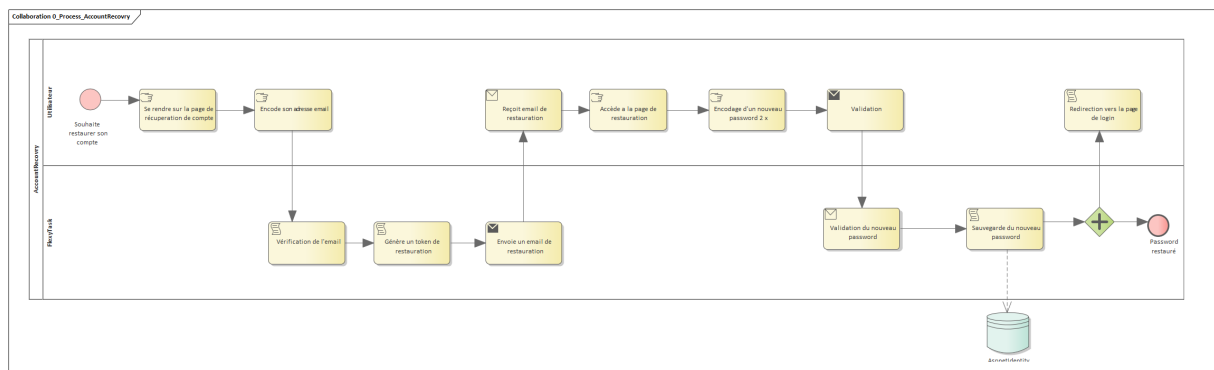 Collaboration 0_Process_AccountRecovry
AccountRecovry
Utilisateur
Souhaite
restaurer son
compte
Se rendre sur la page de
récuperation de compte
Encode son adresse email
Reçoit email de
restauration
Accède a la page de
restauration
Encodage d'un nouveau
password 2 x
Validation
Redirection vers la page
de login
FlexyTask
Vérification de l'email
Génère un token de
restauration
Envoie un email de
restauration
Validation du nouveau
password
Sauvegarde du nouveau
password
Password
restauré
AspnetIdentity